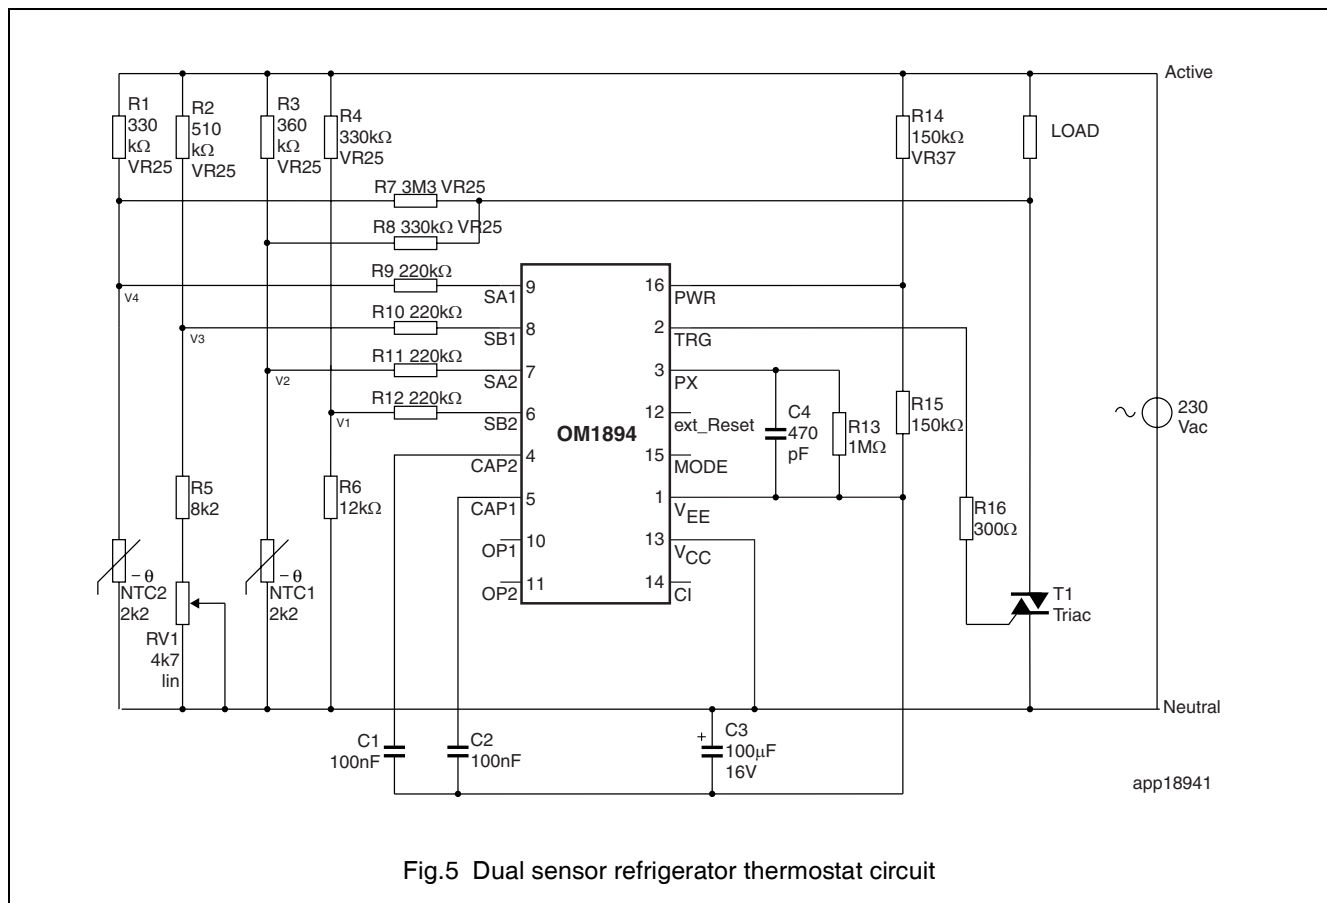 Active
R1
330
kΩ
VR25
R2
510
kΩ
VR25
R3
360
kΩ
VR25
R4
330kΩ
VR25
R14
150kΩ
VR37
LOAD
R7 3M3 VR25
R8 330kΩ VR25
R9 220kΩ
V4
SA1
9
16
PWR
R10 220kΩ
V3
SB1
8
2
TRG
R11 220kΩ
V2
SA2
7
3
PX
R12 220kΩ
V1
SB2
6
12
ext_Reset
C4
470
pF
R13
1MΩ
R15
150kΩ
~
230
Vac
OM1894
CAP2
4
15
MODE
R5
8k2
R6
12kΩ
CAP1
5
1
VEE
R16
300Ω
OP1
10
13
VCC
OP2
11
14
CI
– θ
NTC2
2k2
– θ
NTC1
2k2
T1
Triac
RV1
4k7
lin
Neutral
C1
100nF
C2
100nF
+
C3
100μF
16V
app18941
Fig.5 Dual sensor refrigerator thermostat circuit